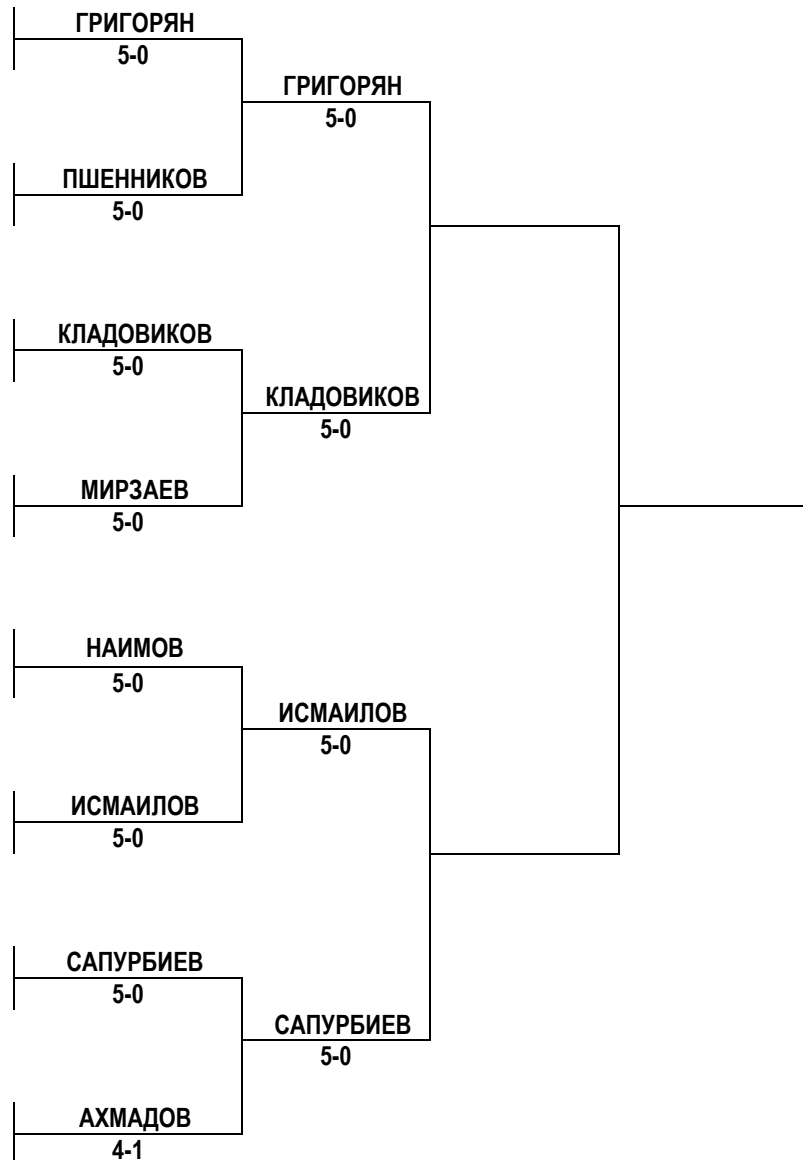 ГРИГОРЯН
5-0
ГРИГОРЯН
5-0
ПШЕННИКОВ
5-0
КЛАДОВИКОВ
5-0
КЛАДОВИКОВ
5-0
МИРЗАЕВ
5-0
НАИМОВ
5-0
ИСМАИЛОВ
5-0
ИСМАИЛОВ
5-0
САПУРБИЕВ
5-0
САПУРБИЕВ
5-0
АХМАДОВ
4-1